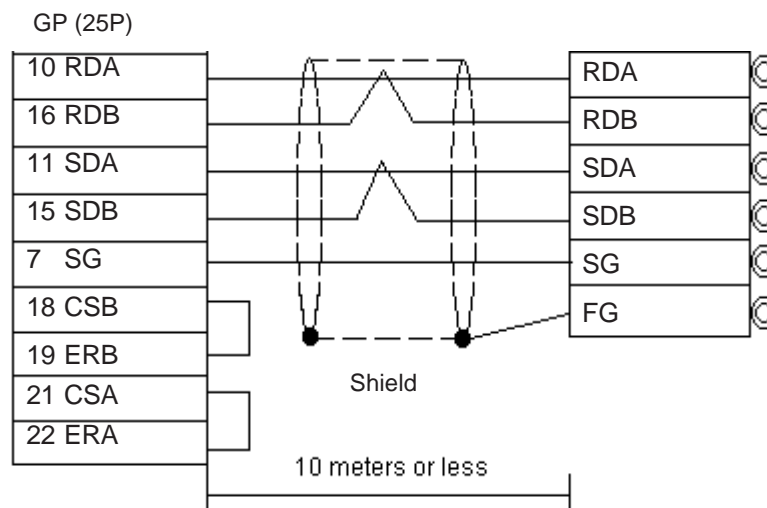 GP (25P)
10 RDA
16 RDB
11 SDA
15 SDB
7 SG
18 CSB
19 ERB
21 CSA
22 ERA
RDA
RDB
SDA
SDB
SG
FG
Shield
10 meters or less